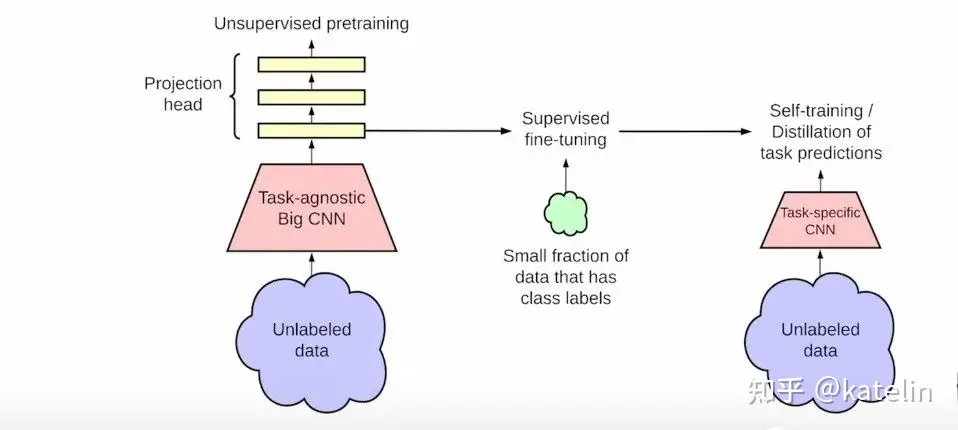 Unsupervised pretraining
Projection
head
Task-agnostic
Big CNN
Unlabeled
data
Supervised
fine-tuning
Small fraction of
data that has
class labels
Self-training /
Distillation of
task predictions
Task-specific
CNN
Unlabeled
data
知乎 @katelin